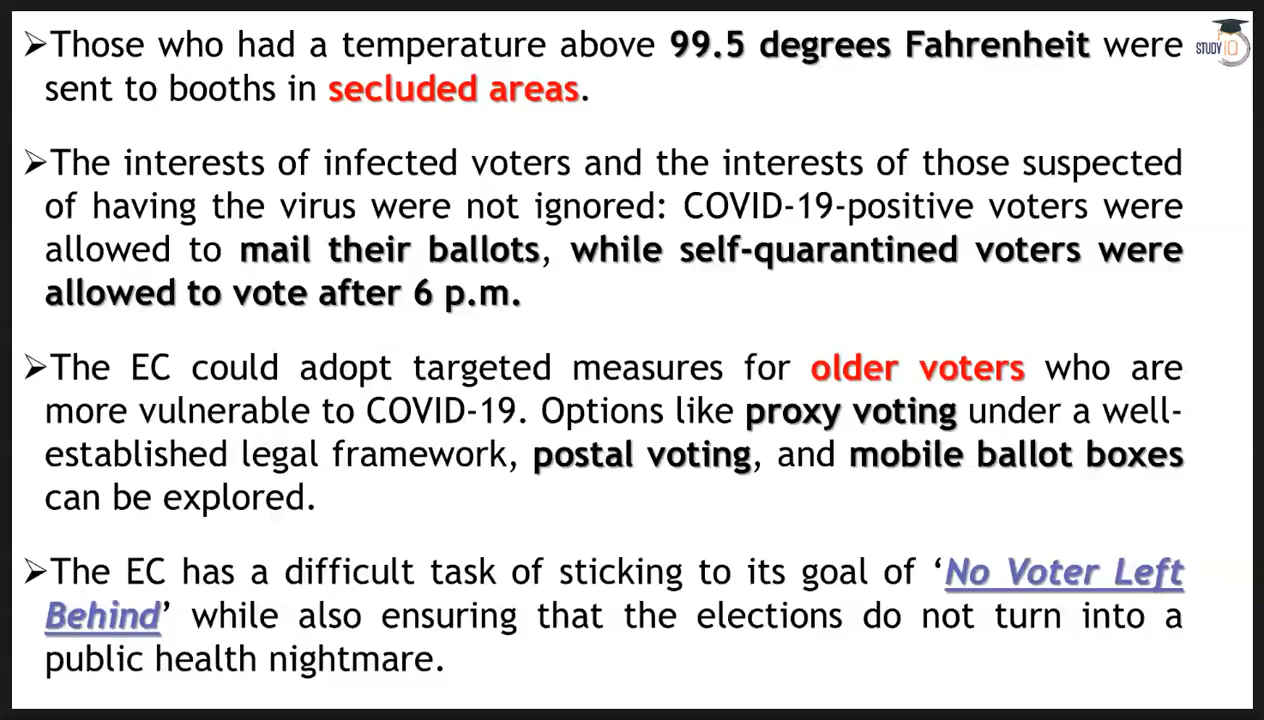 ➢Those who had a temperature above 99.5 degrees Fahrenheit were
sent to booths in secluded areas.
➢The interests of infected voters and the interests of those suspected
of having the virus were not ignored: COVID-19-positive voters were
allowed to mail their ballots, while self-quarantined voters were
allowed to vote after 6 p.m.
➢The EC could adopt targeted measures for older voters who are
more vulnerable to COVID-19. Options like proxy voting under a well-
established legal framework, postal voting, and mobile ballot boxes
can be explored.
➢The EC has a difficult task of sticking to its goal of ‘No Voter Left
Behind’ while also ensuring that the elections do not turn into a
public health nightmare.
STUDY IQ